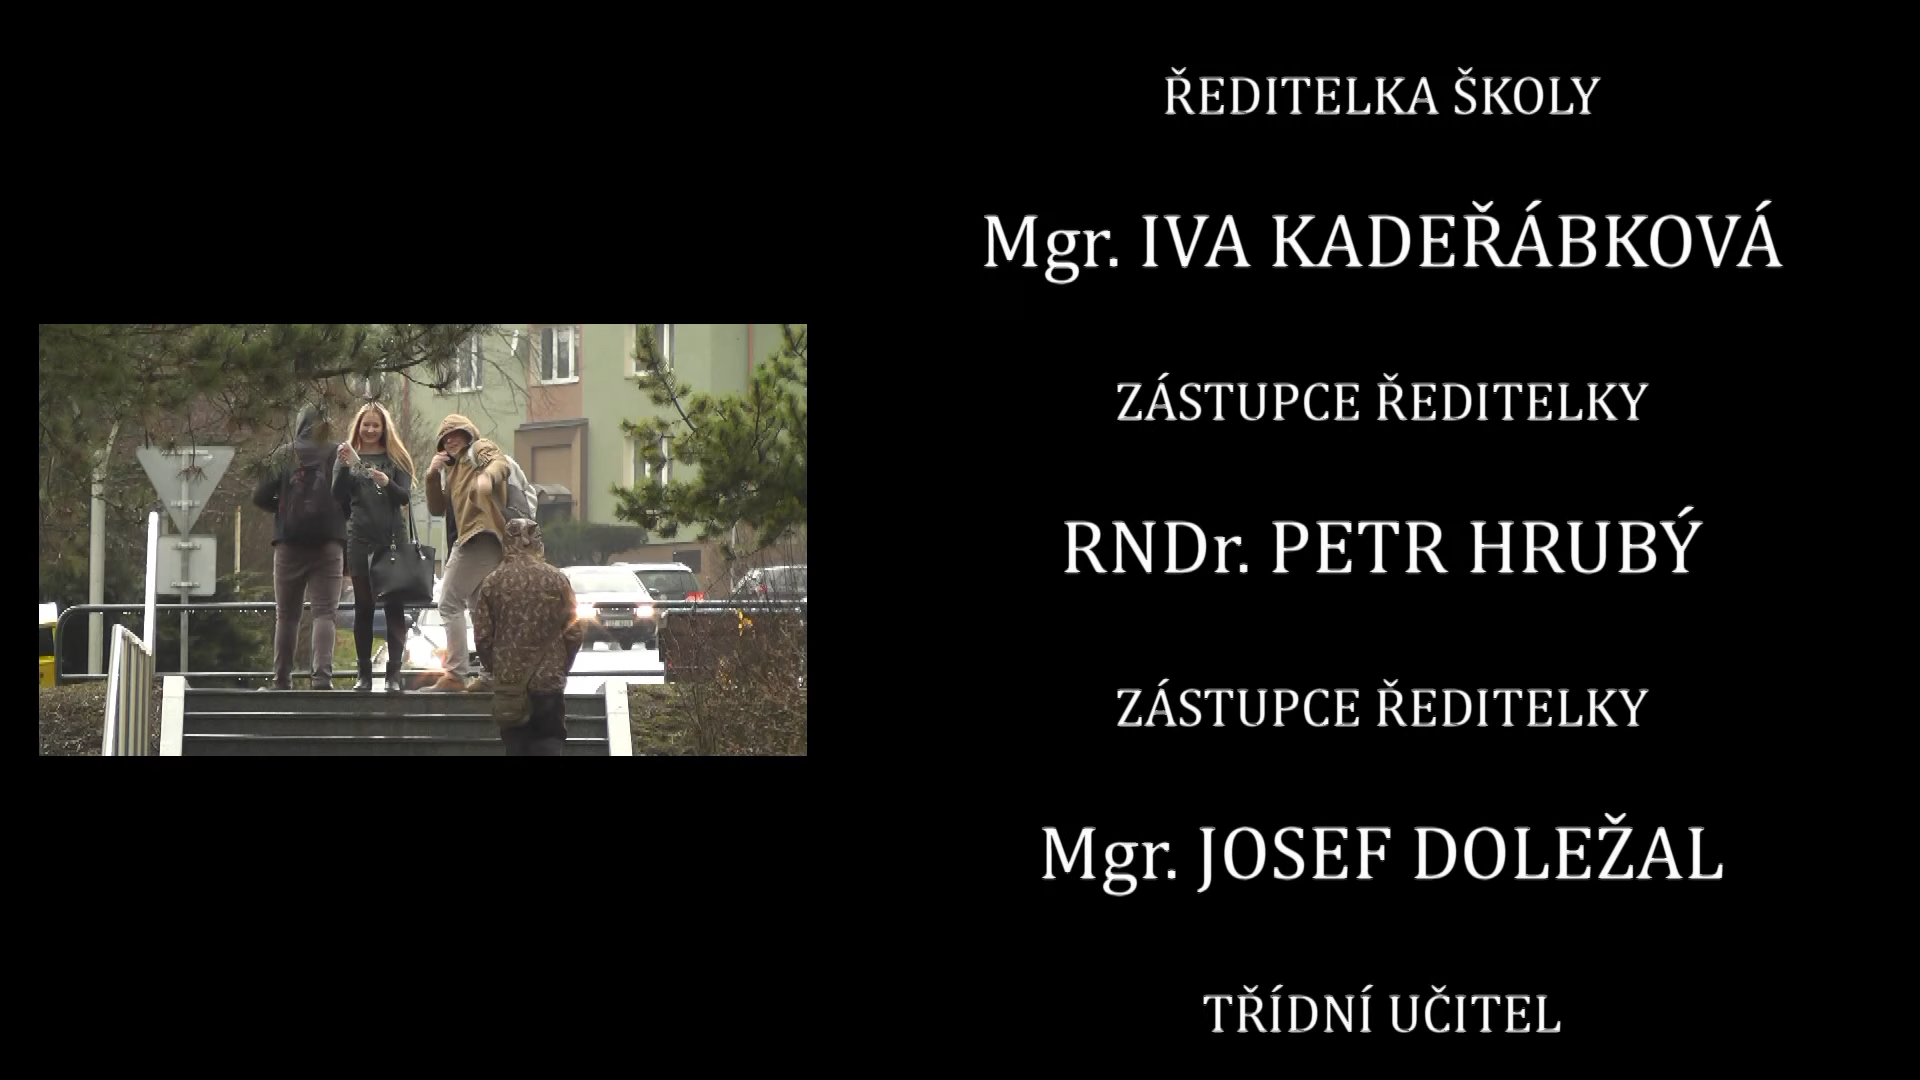 ŘEDITELKA ŠKOLY
Mgr. IVA KADEŘÁBKOVÁ
ZÁSTUPCE ŘEDITELKY
RNDr. PETR HRUBÝ
ZÁSTUPCE ŘEDITELKY
Mgr. JOSEF DOLEŽAL
TŘÍDNÍ UČITEL